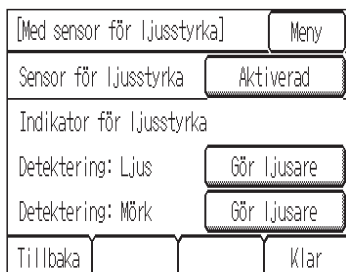 [Med sensor för ljusstyrka] Meny
Sensor för ljusstyrka Aktiverad
Indikator för ljusstyrka
Detektering: Ljus Gör ljusare
Detektering: Mörk Gör ljusare
Tillbaka Klar